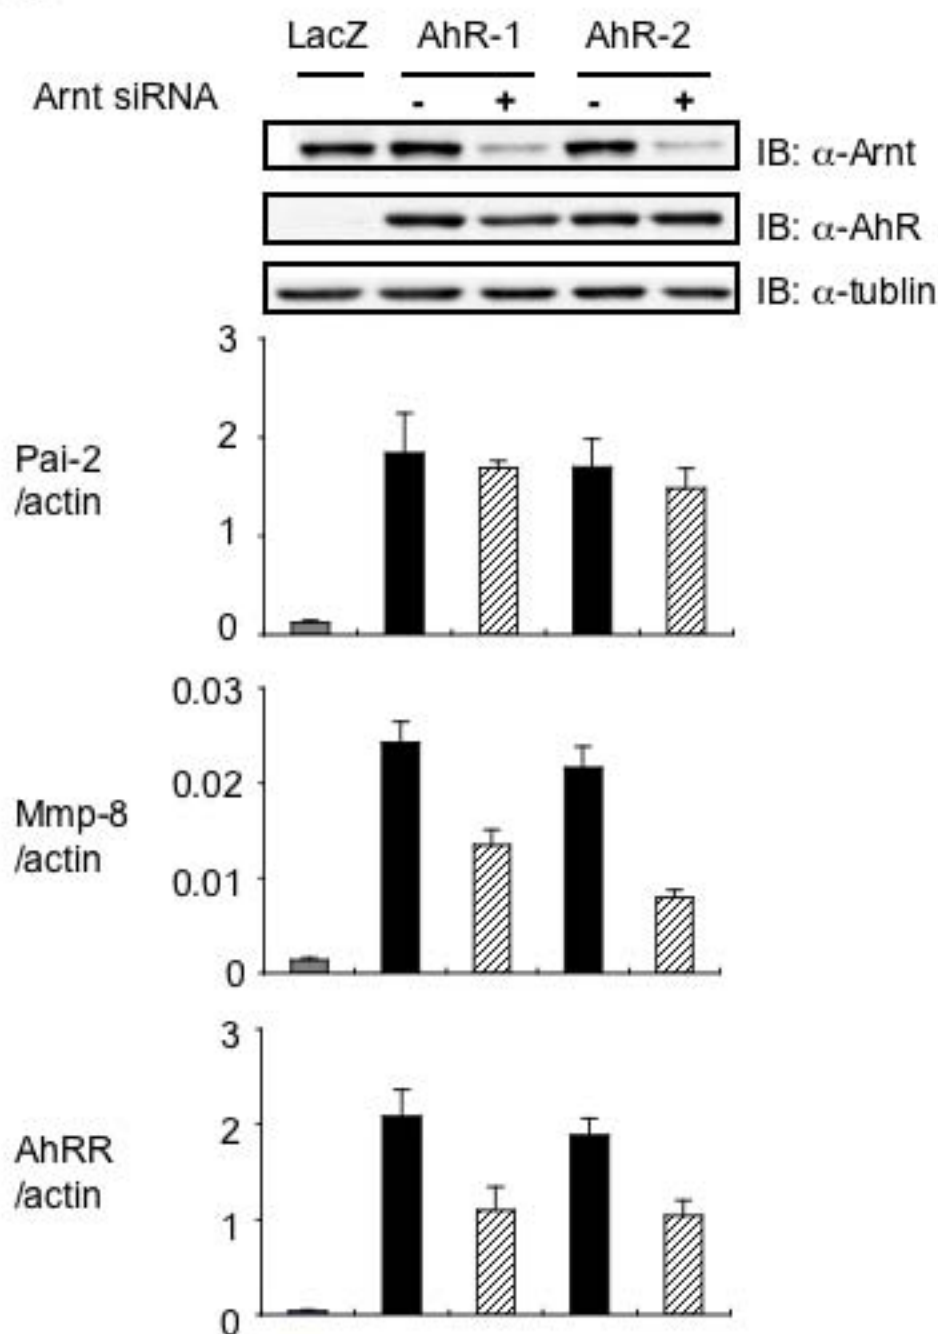 LacZ AhR-1 AhR-2
Arnt siRNA - + - +
IB: α-Arnt
IB: α-AhR
IB: α-tublin
3
2
Pai-2
/actin
1
0
0.03
0.02
Mmp-8
/actin
0.01
0
3
2
AhRR
/actin
1
0